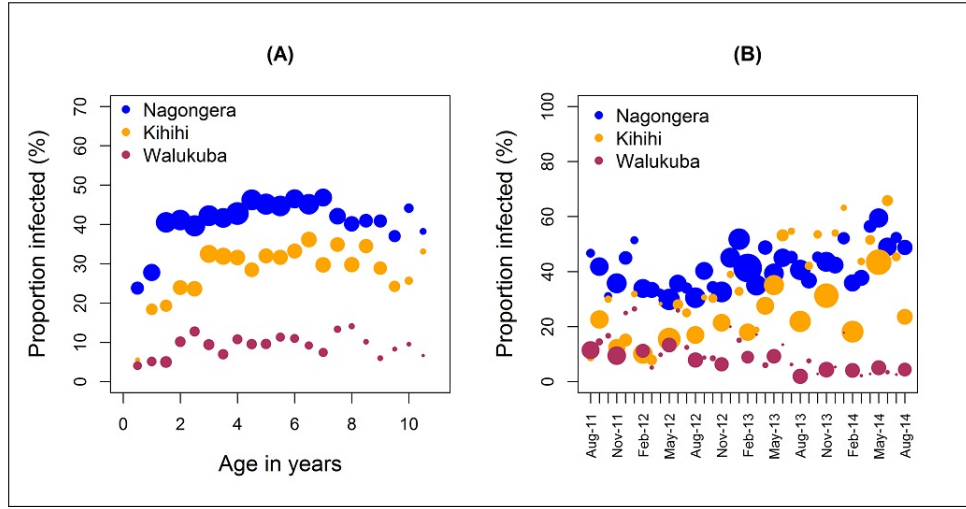 (A)
Proportion infected (%)
70
60
50
40
30
20
10
0
Nagongera
Kihihi
Walukuba
0 2 4 6 8 10
Age in years
(B)
Proportion infected (%)
100
80
60
40
20
0
Nagongera
Kihihi
Walukuba
Aug-11 Nov-11 Feb-12 May-12 Aug-12 Nov-12 Feb-13 May-13 Aug-13 Nov-13 Feb-14 May-14 Aug-14